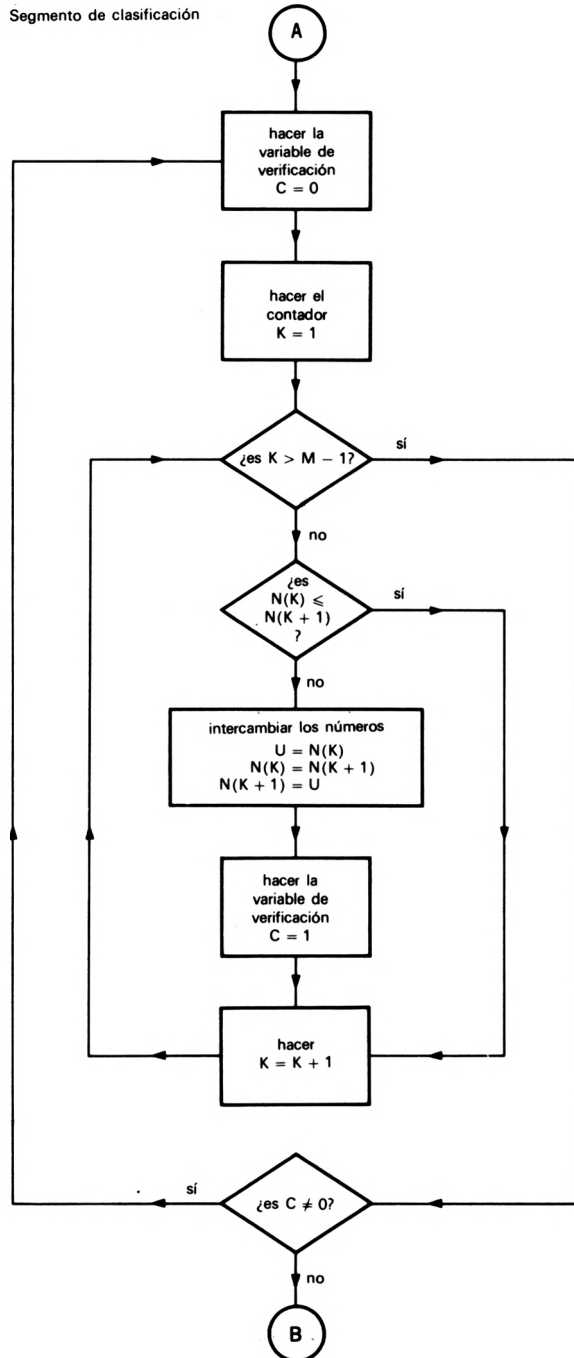 Segmento de clasificación
A
hacer la
variable de
verificación
C = 0
hacer el
contador
K = 1
¿es K > M − 1?
sí
no
¿es
N(K) ⩽
N(K + 1)
?
sí
no
intercambiar los números
U = N(K)
N(K) = N(K + 1)
N(K + 1) = U
hacer la
variable de
verificación
C = 1
hacer
K = K + 1
sí
¿es C ≠ 0?
no
B